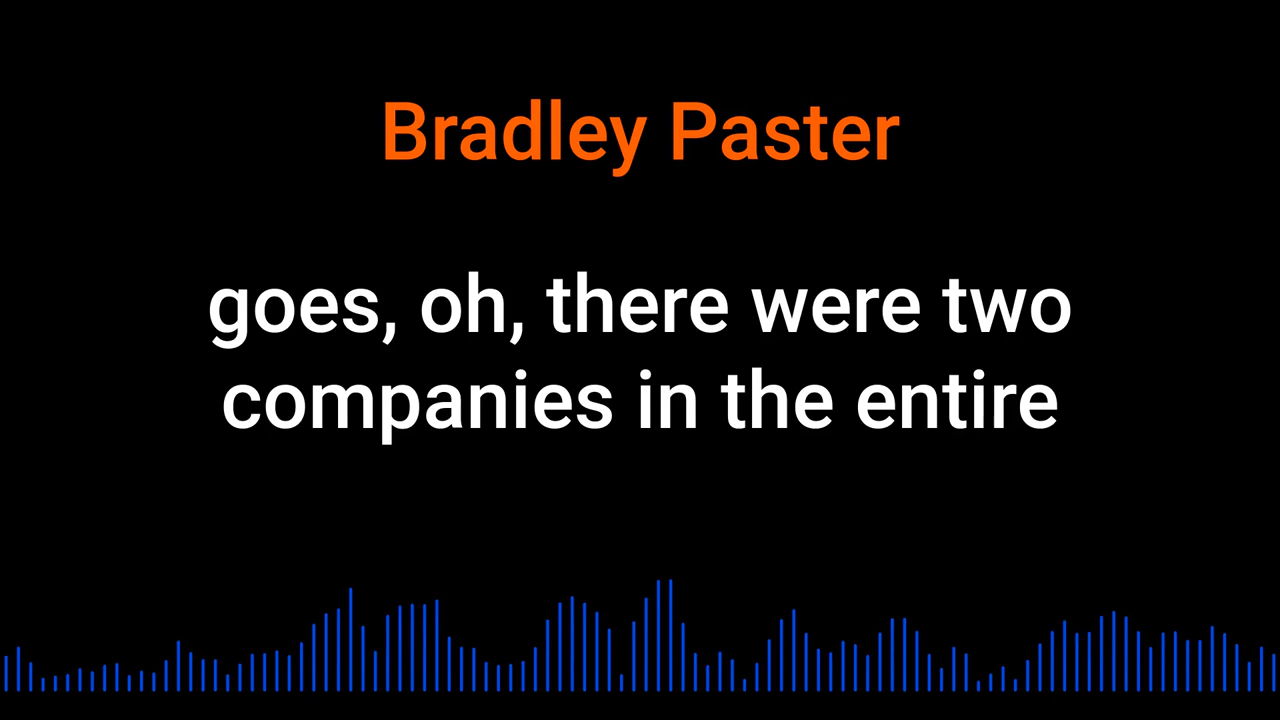 Bradley Paster
goes, oh, there were two
companies in the entire